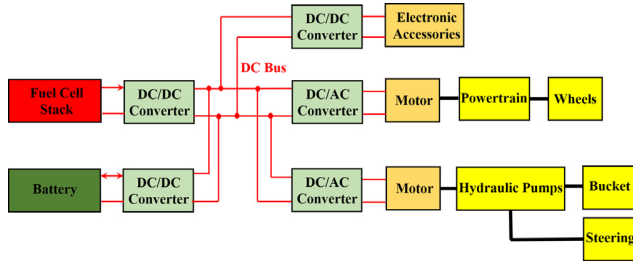 DC/DC
Converter
Electronic
Accessories
DC Bus
Fuel Cell
Stack
DC/DC
Converter
DC/AC
Converter
Motor
Powertrain
Wheels
Battery
DC/DC
Converter
DC/AC
Converter
Motor
Hydraulic Pumps
Bucket
Steering